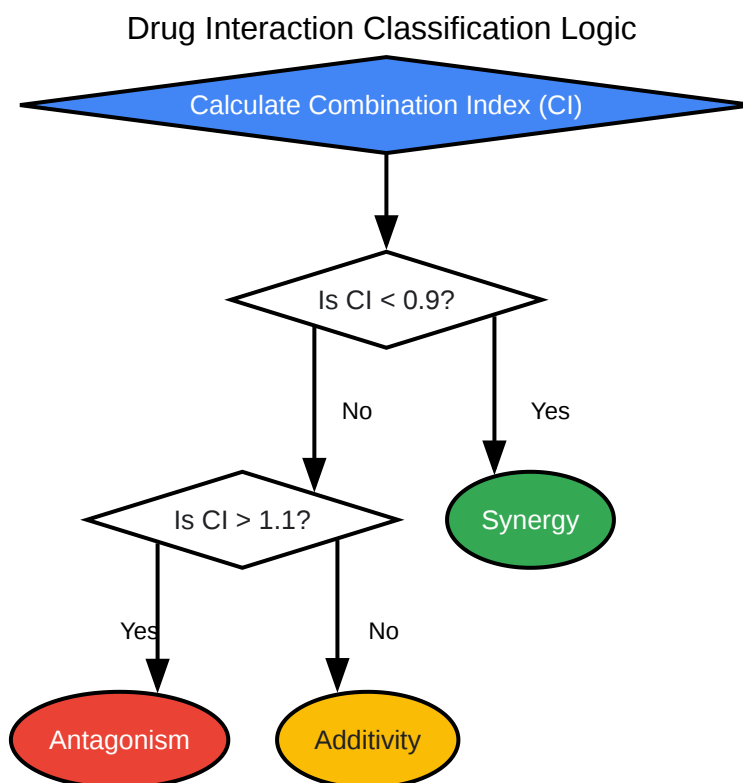 Drug Interaction Classification Logic
Calculate Combination Index (CI)
Is CI < 0.9?
No
Yes
Is CI > 1.1?
Synergy
Yes
No
Antagonism
Additivity